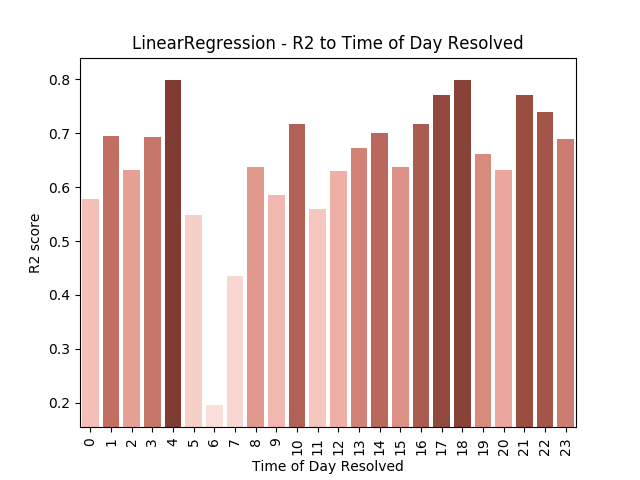 LinearRegression - R2 to Time of Day Resolved
0.8
0.7
0.6
0.5
0.4
0.3
0.2
R2 score
0 1 2 3 4 5 6 7 8 9 10 11 12 13 14 15 16 17 18 19 20 21 22 23
Time of Day Resolved